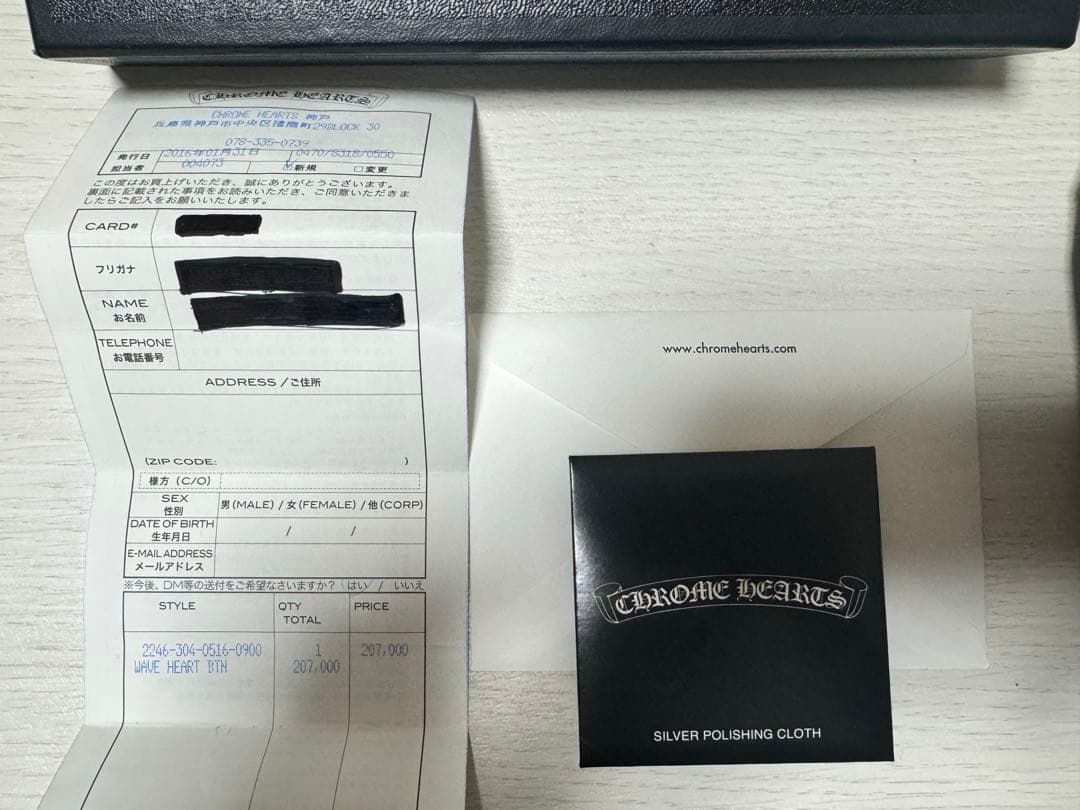 CHROME HEARTS
CHROME HEARTS 神戸
兵庫県神戸市中央区播磨町29BLOCK 30
078-335-0739
発行日 2016年01月31日 0470/8318/0550
担当者 004073 ☑新規 □変更
この度はお買上げいただき、誠にありがとうございます。
裏面に記載された事項をお読みいただき、ご同意いただきま
したらご記入をお願いいたします。
CARD#
フリガナ
NAME
お名前
TELEPHONE
お電話番号
ADDRESS / ご住所
(ZIP CODE: )
様方 (C/O)
SEX
性別
男(MALE) / 女(FEMALE) / 他(CORP)
DATE OF BIRTH
生年月日
/ /
E-MAIL ADDRESS
メールアドレス
※今後、DM等の送付をご希望なさいますか? はい / いいえ
STYLE QTY PRICE
TOTAL
2246-304-0516-0900 1 207,000
WAVE HEART BTN 207,000
www.chromehearts.com
CHROME HEARTS
SILVER POLISHING CLOTH